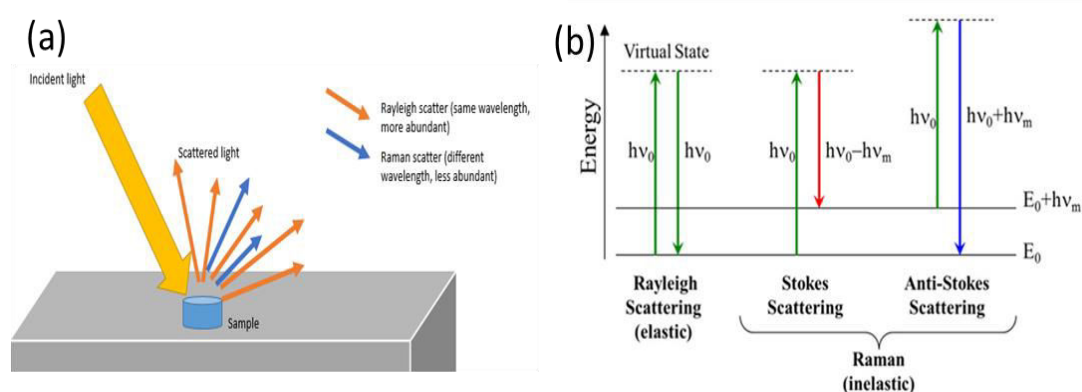 (a)
Incident light
Scattered light
Rayleigh scatter (same wavelength,
more abundant)
Raman scatter (different
wavelength, less abundant)
Sample
(b)
Energy
Virtual State
hν₀
hν₀
hν₀
hν₀−hνₘ
hν₀
hν₀+hνₘ
E₀+hνₘ
E₀
Rayleigh
Scattering
(elastic)
Stokes
Scattering
Anti-Stokes
Scattering
Raman
(inelastic)